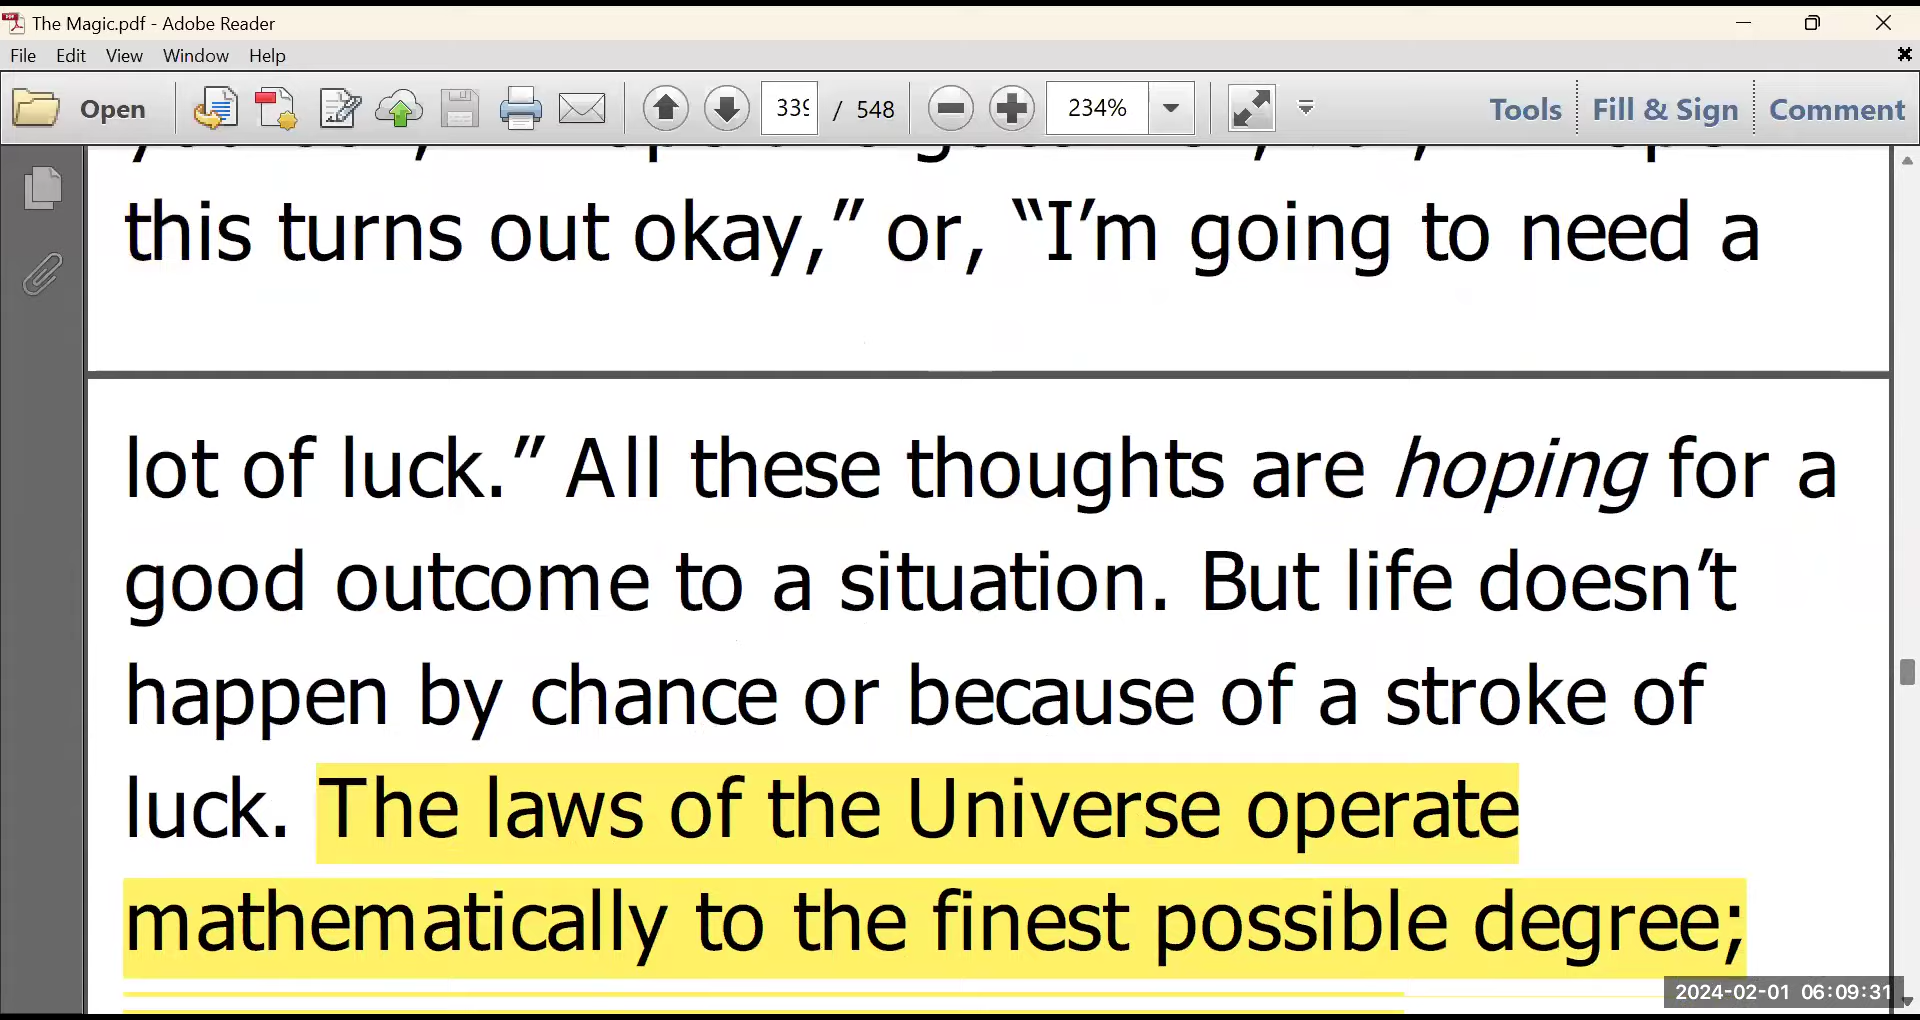 The Magic.pdf - Adobe Reader
File Edit View Window Help
Open 339 / 548 234% Tools Fill & Sign Comment
this turns out okay,” or, “I’m going to need a
lot of luck.” All these thoughts are hoping for a
good outcome to a situation. But life doesn’t
happen by chance or because of a stroke of
luck. The laws of the Universe operate
mathematically to the finest possible degree;
2024-02-01 06:09:31